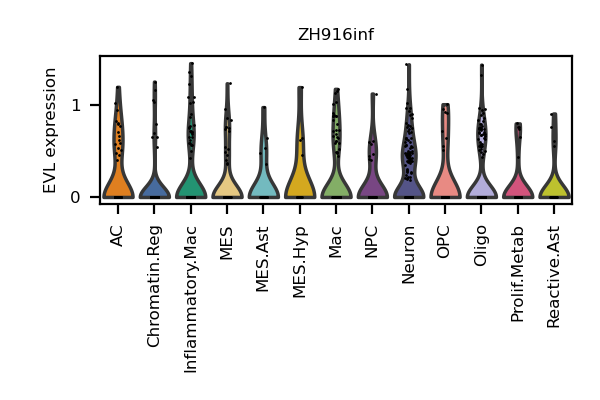 ZH916inf
EVL expression
1
0
AC
Chromatin.Reg
Inflammatory.Mac
MES
MES.Ast
MES.Hyp
Mac
NPC
Neuron
OPC
Oligo
Prolif.Metab
Reactive.Ast